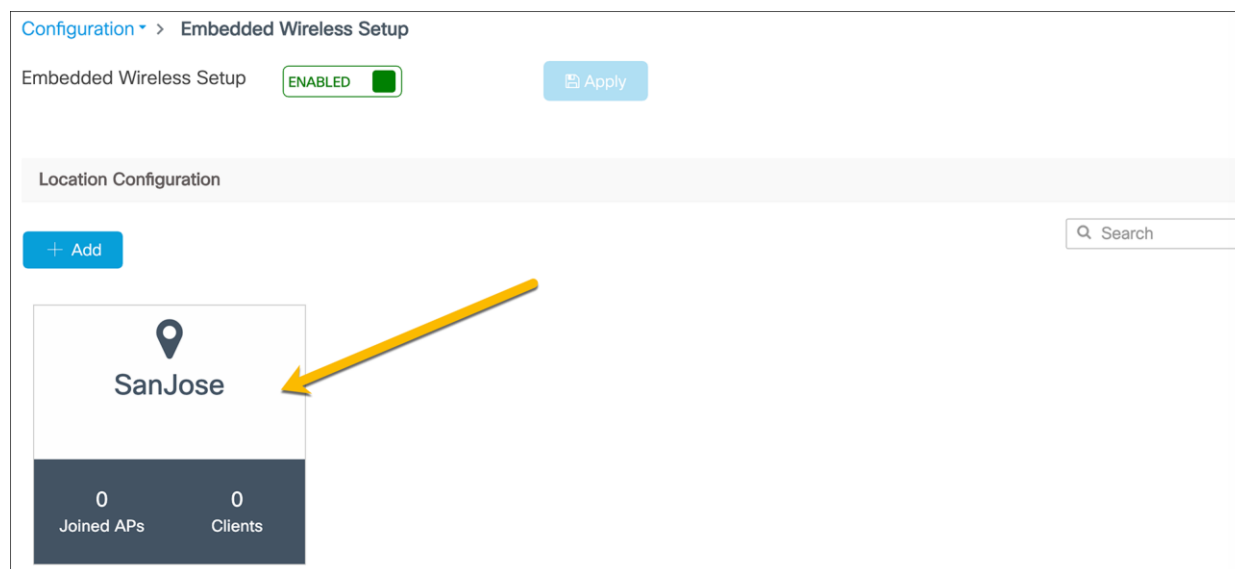 Configuration > Embedded Wireless Setup
Embedded Wireless Setup ENABLED Apply
Location Configuration
+ Add
Search
SanJose
0 0
Joined APs Clients